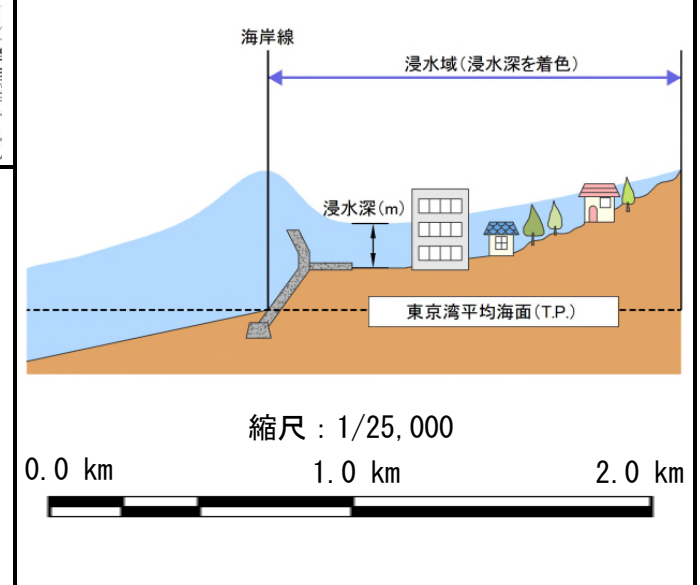 海岸線
浸水域（浸水深を着色）
浸水深（m）
東京湾平均海面（T.P.）
縮尺：1/25,000
0.0 km 1.0 km 2.0 km